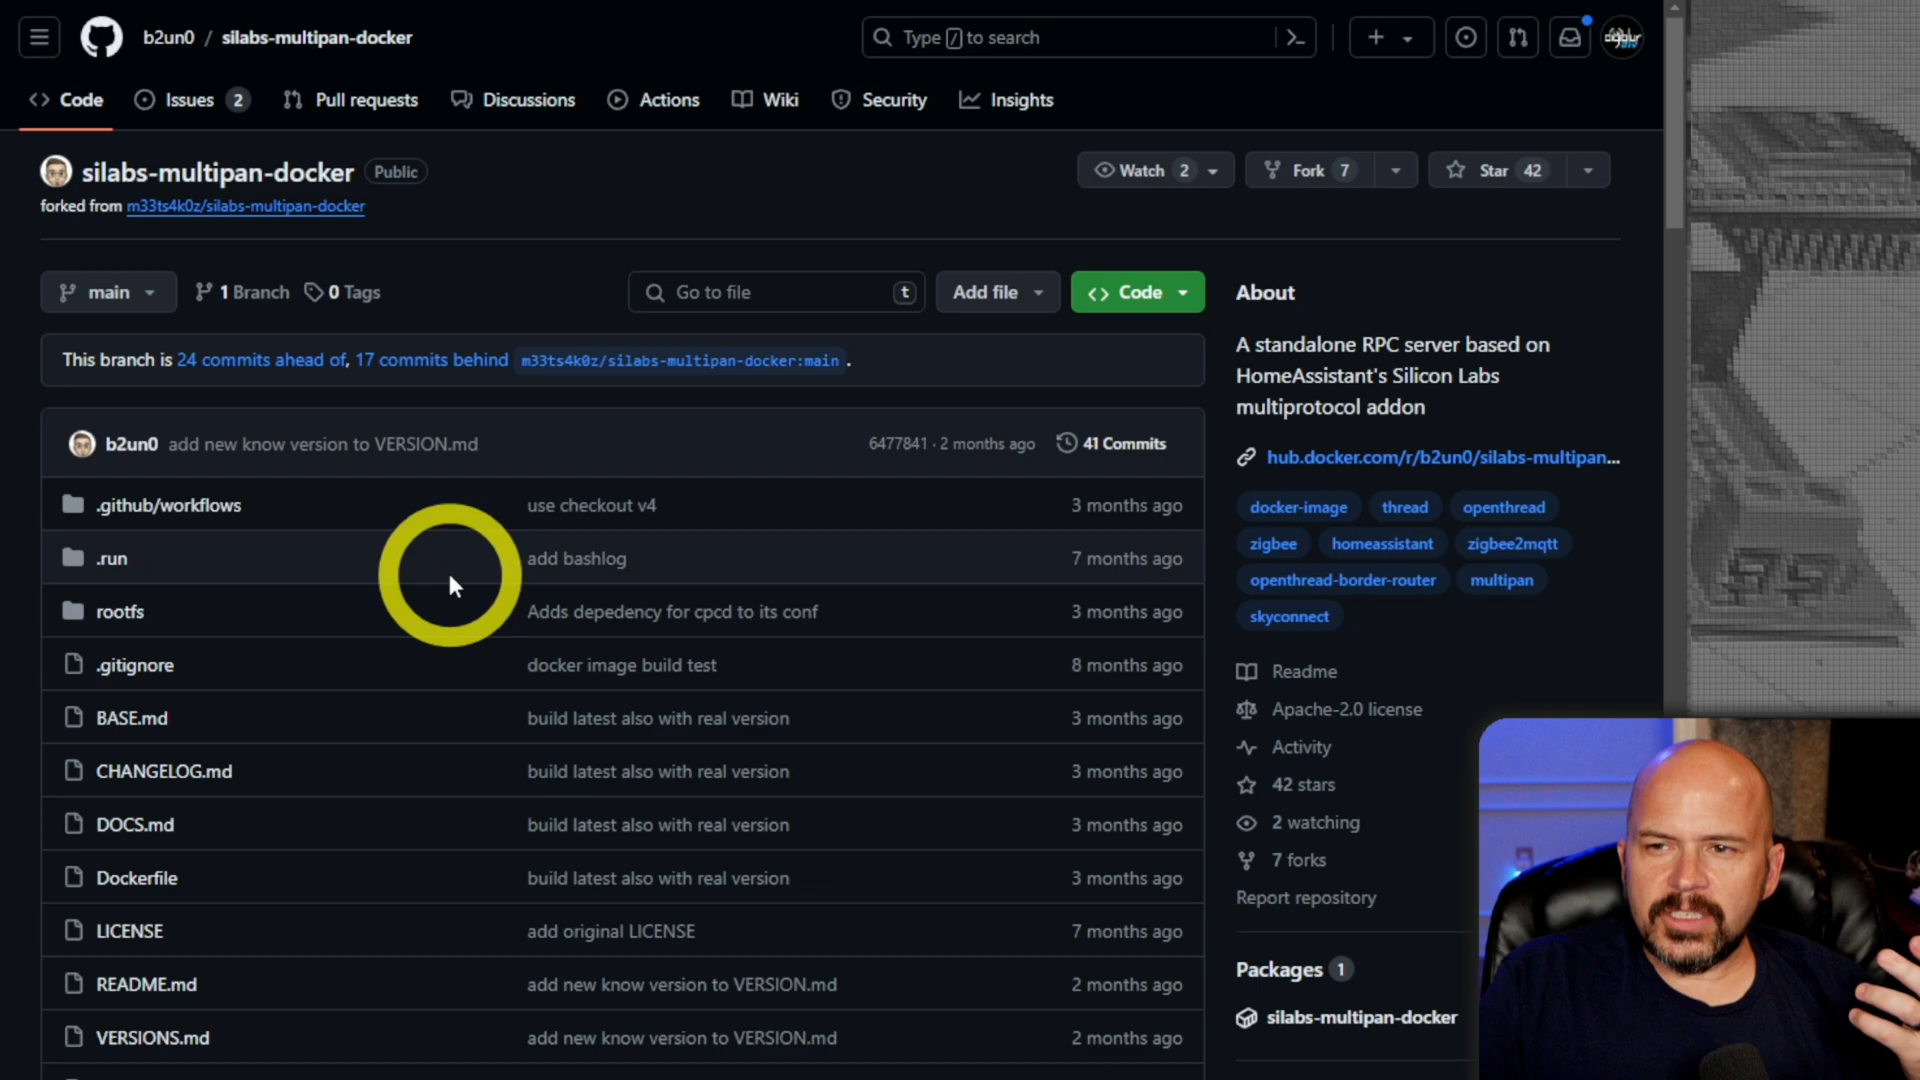 b2un0 / silabs-multipan-docker
Type / to search
Code
Issues 2
Pull requests
Discussions
Actions
Wiki
Security
Insights
silabs-multipan-docker Public
forked from m33ts4k0z/silabs-multipan-docker
Watch 2
Fork 7
Star 42
main
1 Branch
0 Tags
Go to file t
Add file
Code
This branch is 24 commits ahead of, 17 commits behind m33ts4k0z/silabs-multipan-docker:main .
b2un0 add new know version to VERSION.md 6477841 · 2 months ago 41 Commits
.github/workflows use checkout v4 3 months ago
.run add bashlog 7 months ago
rootfs Adds depedency for cpcd to its conf 3 months ago
.gitignore docker image build test 8 months ago
BASE.md build latest also with real version 3 months ago
CHANGELOG.md build latest also with real version 3 months ago
DOCS.md build latest also with real version 3 months ago
Dockerfile build latest also with real version 3 months ago
LICENSE add original LICENSE 7 months ago
README.md add new know version to VERSION.md 2 months ago
VERSIONS.md add new know version to VERSION.md 2 months ago
About
A standalone RPC server based on
HomeAssistant's Silicon Labs
multiprotocol addon
hub.docker.com/r/b2un0/silabs-multipan...
docker-image thread openthread
zigbee homeassistant zigbee2mqtt
openthread-border-router multipan
skyconnect
Readme
Apache-2.0 license
Activity
42 stars
2 watching
7 forks
Report repository
Packages 1
silabs-multipan-docker